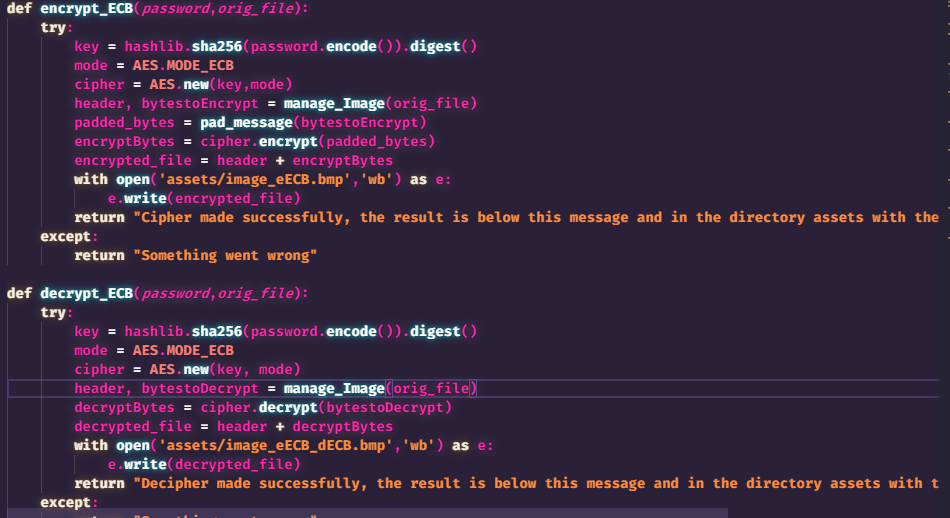 def encrypt_ECB(password,orig_file):
    try:
        key = hashlib.sha256(password.encode()).digest()
        mode = AES.MODE_ECB
        cipher = AES.new(key,mode)
        header, bytestoEncrypt = manage_Image(orig_file)
        padded_bytes = pad_message(bytestoEncrypt)
        encryptBytes = cipher.encrypt(padded_bytes)
        encrypted_file = header + encryptBytes
        with open('assets/image_eECB.bmp','wb') as e:
            e.write(encrypted_file)
        return "Cipher made successfully, the result is below this message and in the directory assets with the
    except:
        return "Something went wrong"
def decrypt_ECB(password,orig_file):
    try:
        key = hashlib.sha256(password.encode()).digest()
        mode = AES.MODE_ECB
        cipher = AES.new(key, mode)
        header, bytestoDecrypt = manage_Image(orig_file)
        decryptBytes = cipher.decrypt(bytestoDecrypt)
        decrypted_file = header + decryptBytes
        with open('assets/image_eECB_dECB.bmp','wb') as e:
            e.write(decrypted_file)
        return "Decipher made successfully, the result is below this message and in the directory assets with t
    except: